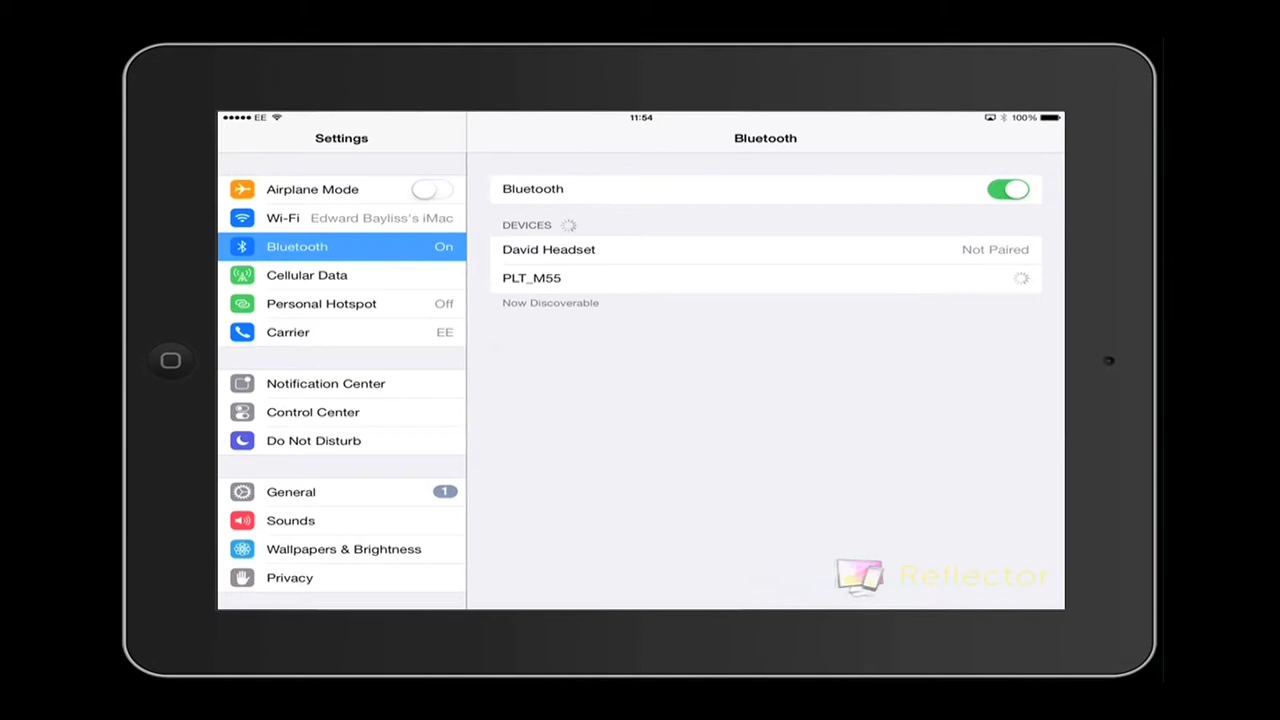 EE 11:54 100%
Settings
Bluetooth
Airplane Mode
Wi-Fi Edward Bayliss's iMac
Bluetooth On
Cellular Data
Personal Hotspot Off
Carrier EE
Notification Center
Control Center
Do Not Disturb
General 1
Sounds
Wallpapers & Brightness
Privacy
Bluetooth
DEVICES
David Headset Not Paired
PLT_M55
Now Discoverable
Reflector